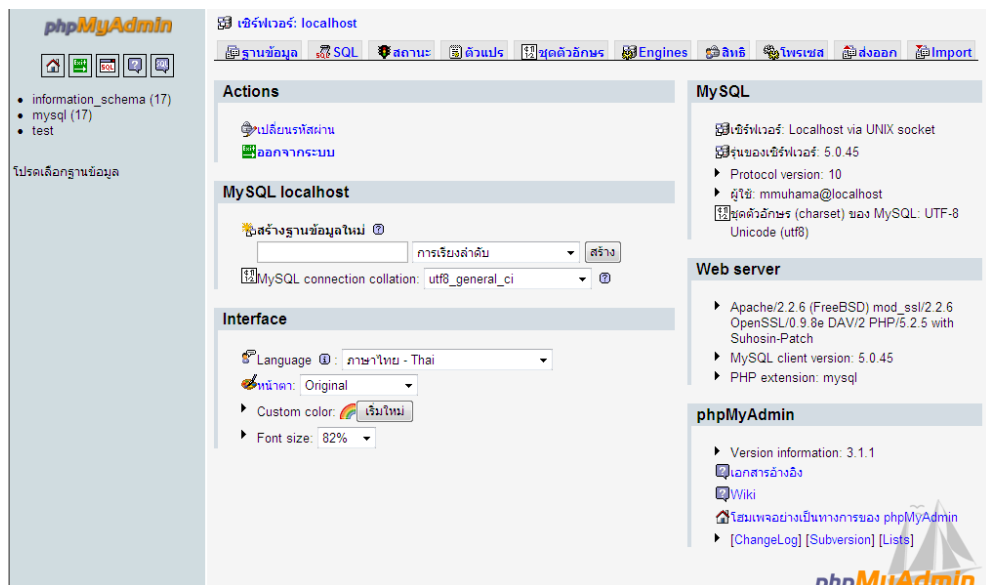 phpMyAdmin
information_schema (17)
mysql (17)
test
โปรดเลือกฐานข้อมูล
เซิร์ฟเวอร์: localhost
ฐานข้อมูล SQL สถานะ ตัวแปร ชุดตัวอักษร Engines สิทธิ โพรเซส ส่งออก Import
Actions
เปลี่ยนรหัสผ่าน
ออกจากระบบ
MySQL localhost
สร้างฐานข้อมูลใหม่
การเรียงลำดับ สร้าง
MySQL connection collation: utf8_general_ci
Interface
Language : ภาษาไทย - Thai
หน้าตา: Original
Custom color: เริ่มใหม่
Font size: 82%
MySQL
เซิร์ฟเวอร์: Localhost via UNIX socket
รุ่นของเซิร์ฟเวอร์: 5.0.45
Protocol version: 10
ผู้ใช้: mmuhama@localhost
ชุดตัวอักษร (charset) ของ MySQL: UTF-8
Unicode (utf8)
Web server
Apache/2.2.6 (FreeBSD) mod_ssl/2.2.6
OpenSSL/0.9.8e DAV/2 PHP/5.2.5 with
Suhosin-Patch
MySQL client version: 5.0.45
PHP extension: mysql
phpMyAdmin
Version information: 3.1.1
เอกสารอ้างอิง
Wiki
โฮมเพจอย่างเป็นทางการของ phpMyAdmin
[ChangeLog] [Subversion] [Lists]
phpMyAdmin